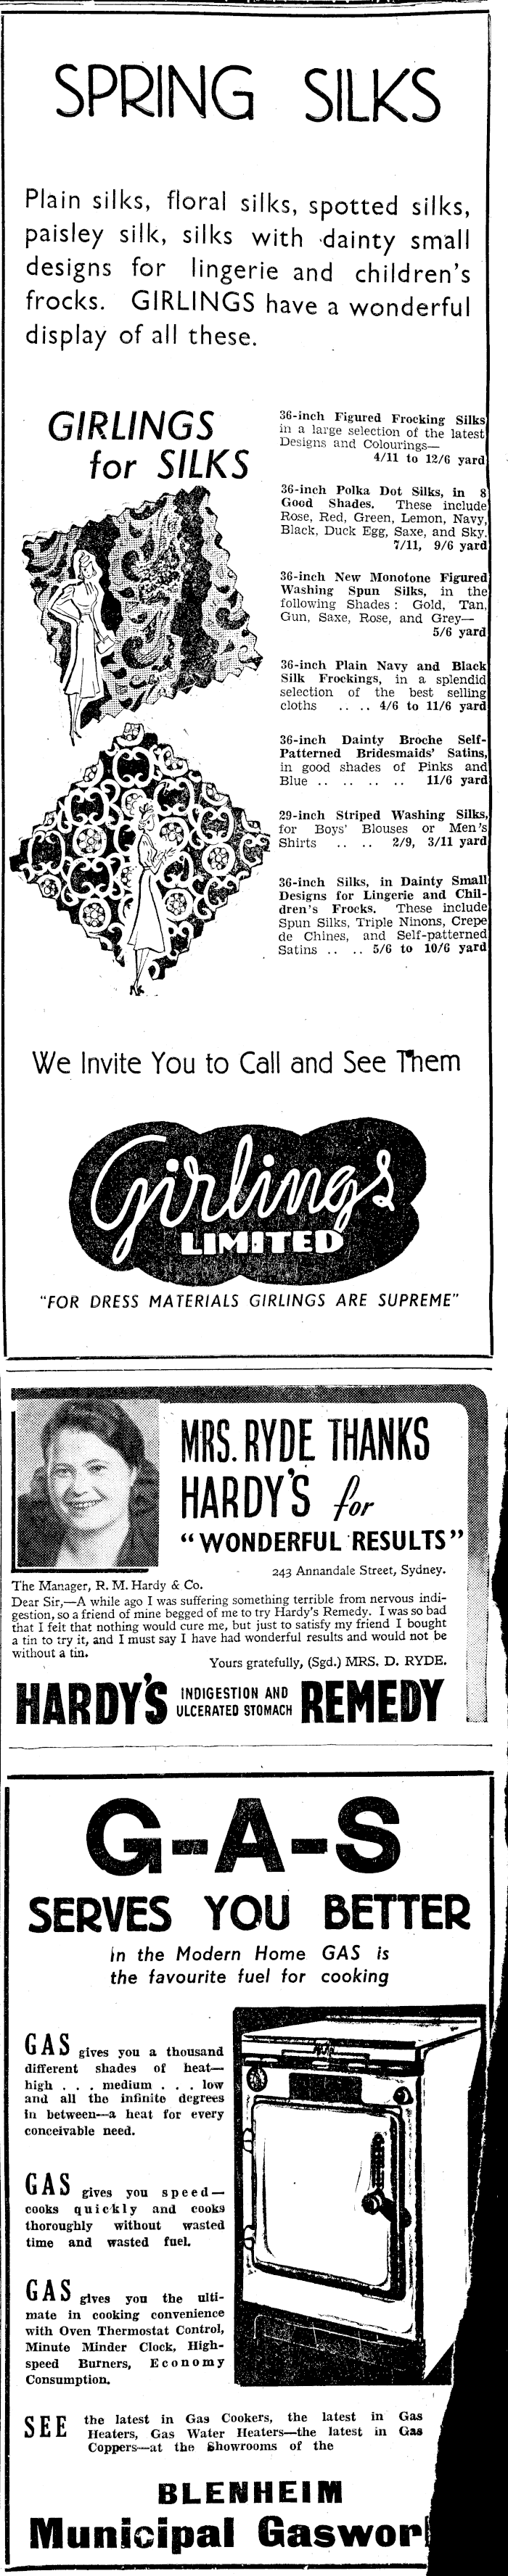 SPRING SILKS
Plain silks, floral silks, spotted silks,
paisley silk, silks with dainty small
designs for lingerie and children's
frocks. GIRLINGS have a wonderful
display of all these.
GIRLINGS
for SILKS
36-inch Figured Frocking Silks
in a large selection of the latest
Designs and Colourings—
4/11 to 12/6 yard
36-inch Polka Dot Silks, in 8
Good Shades. These include
Rose, Red, Green, Lemon, Navy,
Black, Duck Egg, Saxe, and Sky.
7/11, 9/6 yard
36-inch New Monotone Figured
Washing Spun Silks, in the
following Shades: Gold, Tan,
Gun, Saxe, Rose, and Grey—
5/6 yard
36-inch Plain Navy and Black
Silk Frockings, in a splendid
selection of the best selling
cloths .. .. 4/6 to 11/6 yard
36-inch Dainty Broche Self-
Patterned Bridesmaids' Satins,
in good shades of Pinks and
Blue .. .. .. .. 11/6 yard
29-inch Striped Washing Silks,
for Boys' Blouses or Men's
Shirts .. .. 2/9, 3/11 yard
36-inch Silks, in Dainty Small
Designs for Lingerie and Chil-
dren's Frocks. These include
Spun Silks, Triple Ninons, Crepe
de Chines, and Self-patterned
Satins .. .. 5/6 to 10/6 yard
We Invite You to Call and See Them
Girlings
LIMITED
"FOR DRESS MATERIALS GIRLINGS ARE SUPREME"
MRS. RYDE THANKS
HARDY'S for
"WONDERFUL RESULTS"
243 Annandale Street, Sydney.
The Manager, R. M. Hardy & Co.
Dear Sir,—A while ago I was suffering something terrible from nervous indi-
gestion, so a friend of mine begged of me to try Hardy's Remedy. I was so bad
that I felt that nothing would cure me, but just to satisfy my friend I bought
a tin to try it, and I must say I have had wonderful results and would not be
without a tin.
Yours gratefully, (Sgd.) MRS. D. RYDE.
HARDY'S INDIGESTION AND ULCERATED STOMACH REMEDY
G-A-S
SERVES YOU BETTER
In the Modern Home GAS is
the favourite fuel for cooking
GAS gives you a thousand
different shades of heat—
high . . . medium . . . low
and all the infinite degrees
in between—a heat for every
conceivable need.
GAS gives you speed—
cooks quickly and cooks
thoroughly without wasted
time and wasted fuel.
GAS gives you the ulti-
mate in cooking convenience
with Oven Thermostat Control,
Minute Minder Clock, High-
speed Burners, Economy
Consumption.
SEE the latest in Gas Cookers, the latest in Gas
Heaters, Gas Water Heaters—the latest in Gas
Coppers—at the Showrooms of the
BLENHEIM
Municipal Gaswor